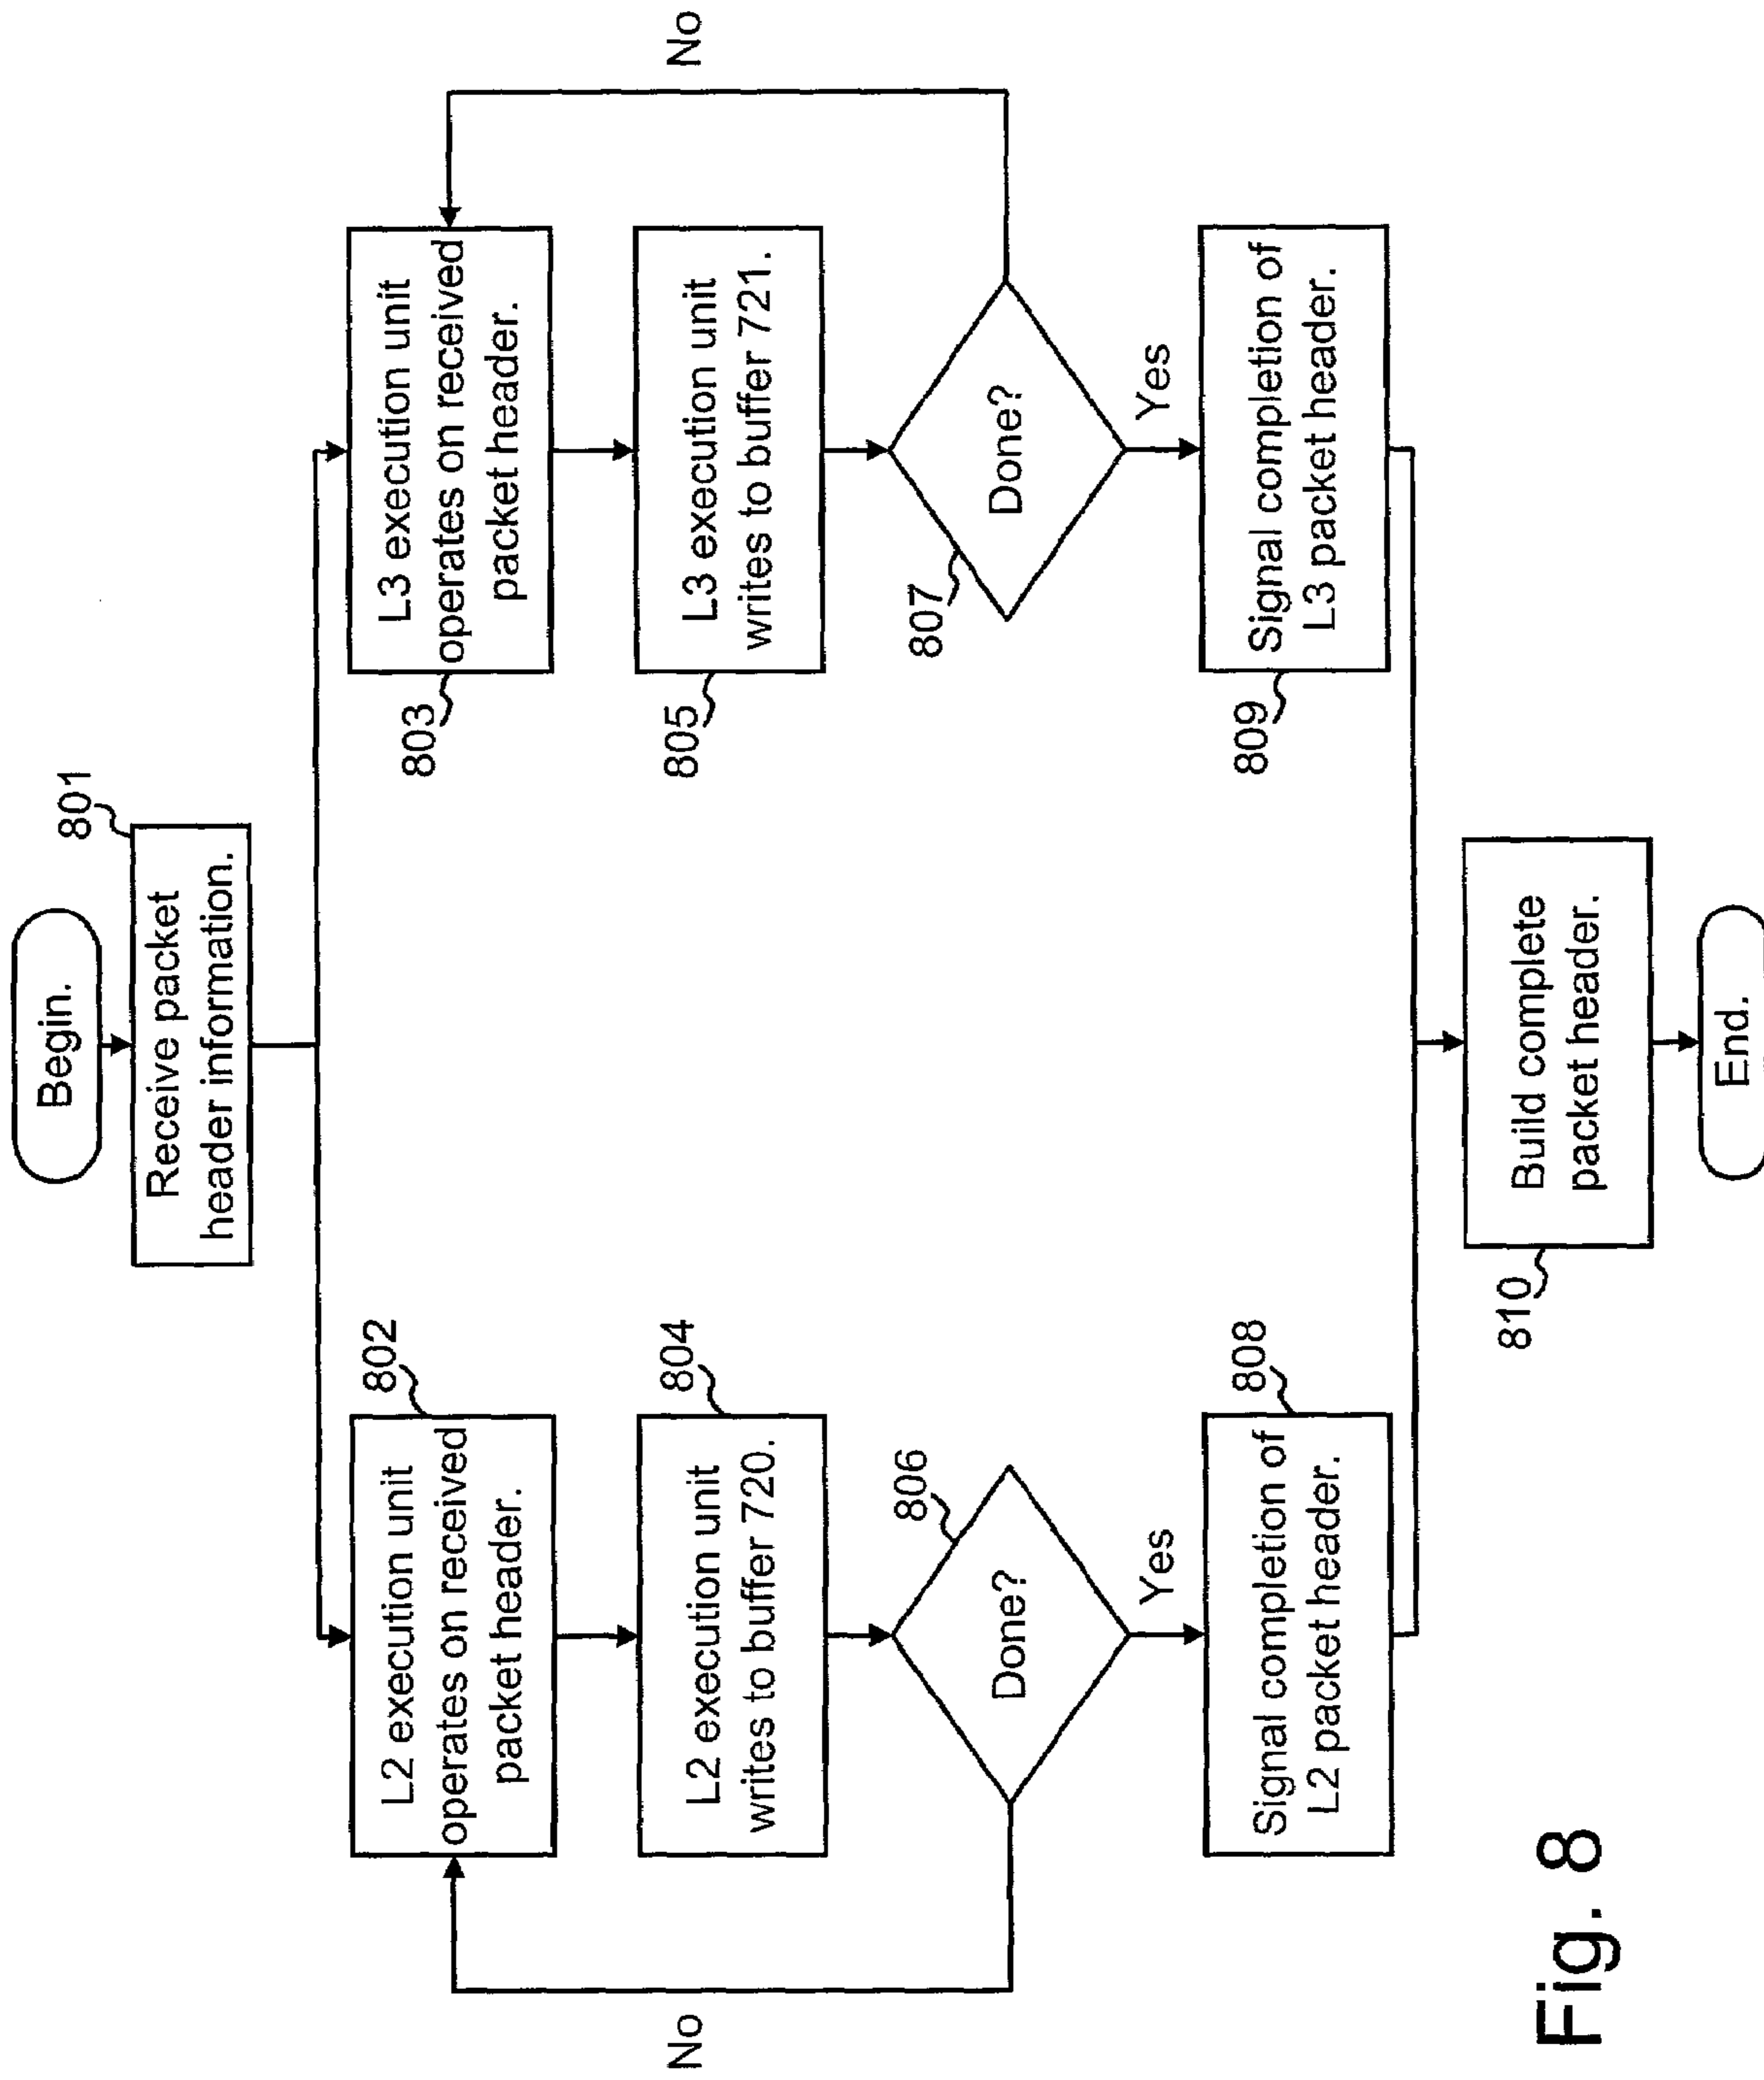 Begin.
801
Receive packet
header information.
802
L2 execution unit
operates on received
packet header.
803
L3 execution unit
operates on received
packet header.
804
L2 execution unit
writes to buffer 720.
805
L3 execution unit
writes to buffer 721.
No
No
806
Done?
807
Done?
Yes
Yes
808
Signal completion of
L2 packet header.
809
Signal completion of
L3 packet header.
810
Build complete
packet header.
End.
Fig. 8